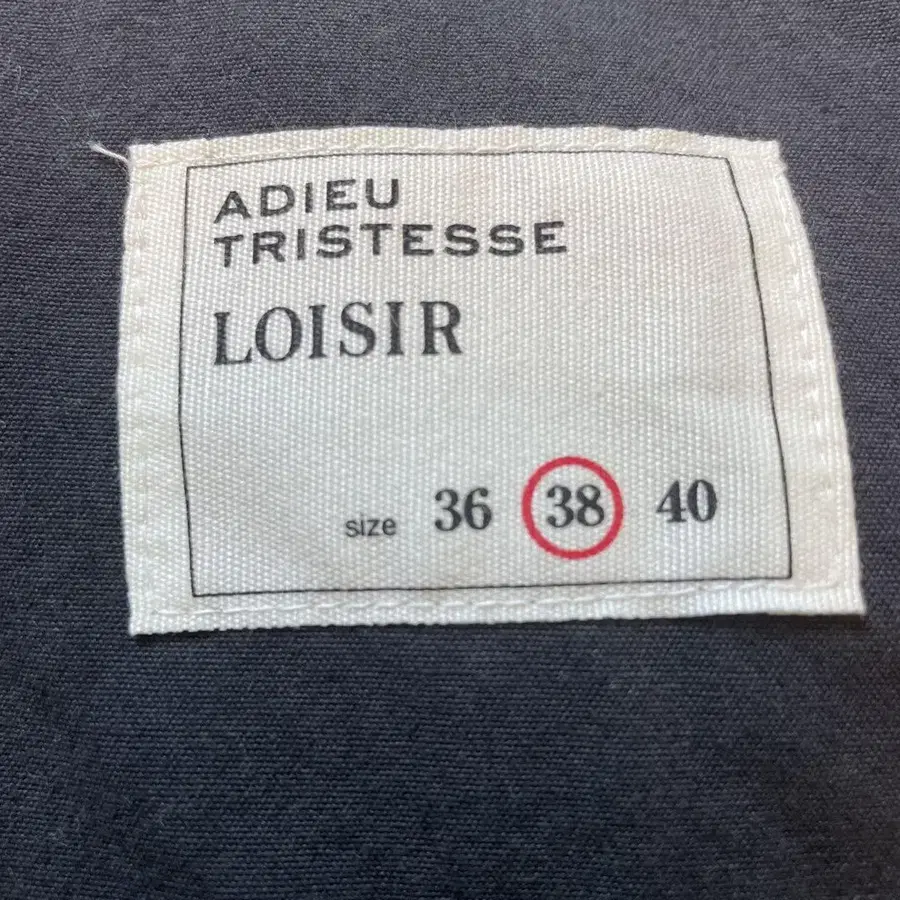 ADIEU
TRISTESSE
LOISIR
size 36 38 40